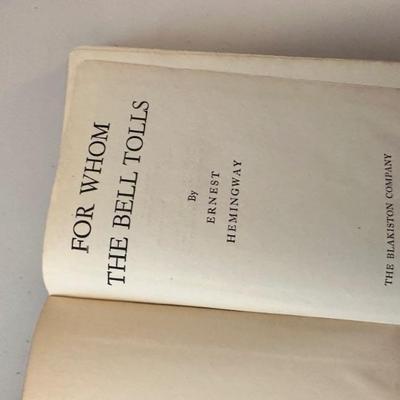 FOR WHOM
THE BELL TOLLS
By
ERNEST
HEMINGWAY
THE BLAKISTON COMPANY